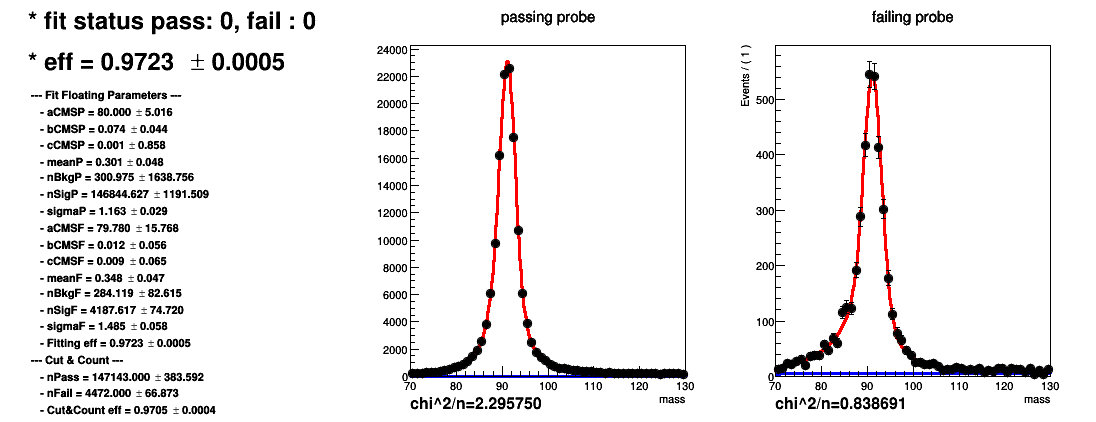 * fit status pass: 0, fail : 0
* eff = 0.9723 ± 0.0005
--- Fit Floating Parameters ---
- aCMSP = 80.000 ± 5.016
- bCMSP = 0.074 ± 0.044
- cCMSP = 0.001 ± 0.858
- meanP = 0.301 ± 0.048
- nBkgP = 300.975 ± 1638.756
- nSigP = 146844.627 ± 1191.509
- sigmaP = 1.163 ± 0.029
- aCMSF = 79.780 ± 15.768
- bCMSF = 0.012 ± 0.056
- cCMSF = 0.009 ± 0.065
- meanF = 0.348 ± 0.047
- nBkgF = 284.119 ± 82.615
- nSigF = 4187.617 ± 74.720
- sigmaF = 1.485 ± 0.058
- Fitting eff = 0.9723 ± 0.0005
--- Cut & Count ---
- nPass = 147143.000 ± 383.592
- nFail = 4472.000 ± 66.873
- Cut&Count eff = 0.9705 ± 0.0004
passing probe
24000
22000
20000
18000
16000
14000
12000
10000
8000
6000
4000
2000
0
70 80 90 100 110 120 130
mass
chi^2/n=2.295750
failing probe
Events / ( 1 )
500
400
300
200
100
0
70 80 90 100 110 120 130
mass
chi^2/n=0.838691